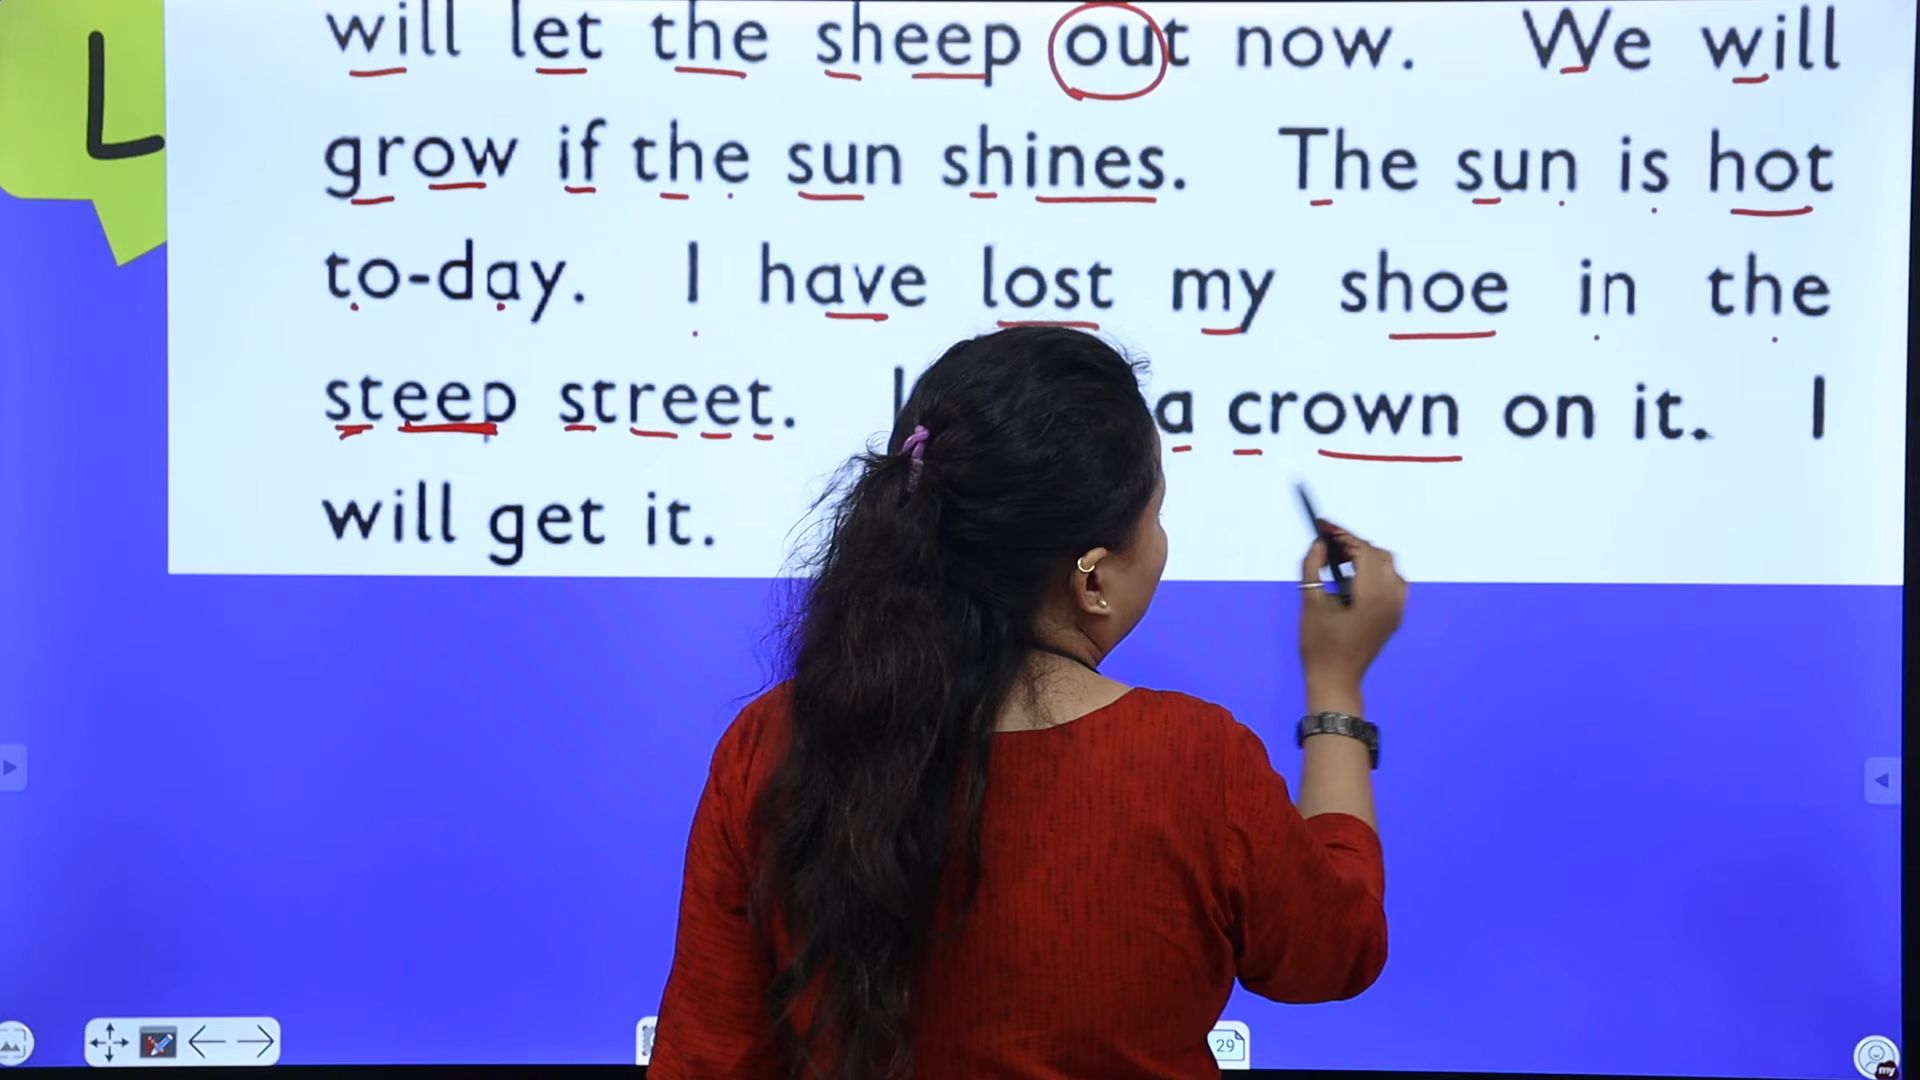 L
will let the sheep out now. We will
grow if the sun shines. The sun is hot
to-day. I have lost my shoe in the
steep street. a crown on it. I
will get it.
29
my